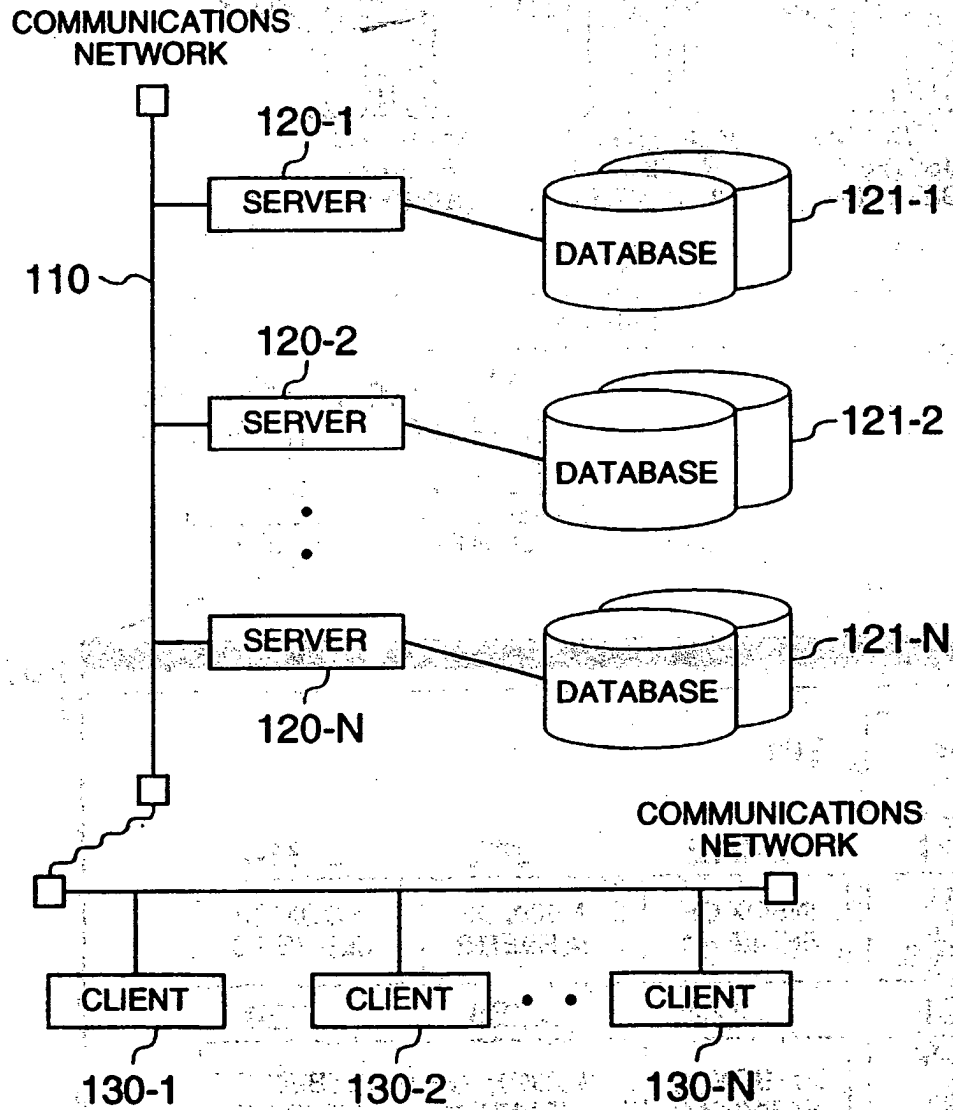 COMMUNICATIONS
NETWORK
120-1
SERVER
DATABASE
121-1
110
120-2
SERVER
DATABASE
121-2
SERVER
DATABASE
121-N
120-N
COMMUNICATIONS
NETWORK
CLIENT
CLIENT
CLIENT
130-1
130-2
130-N